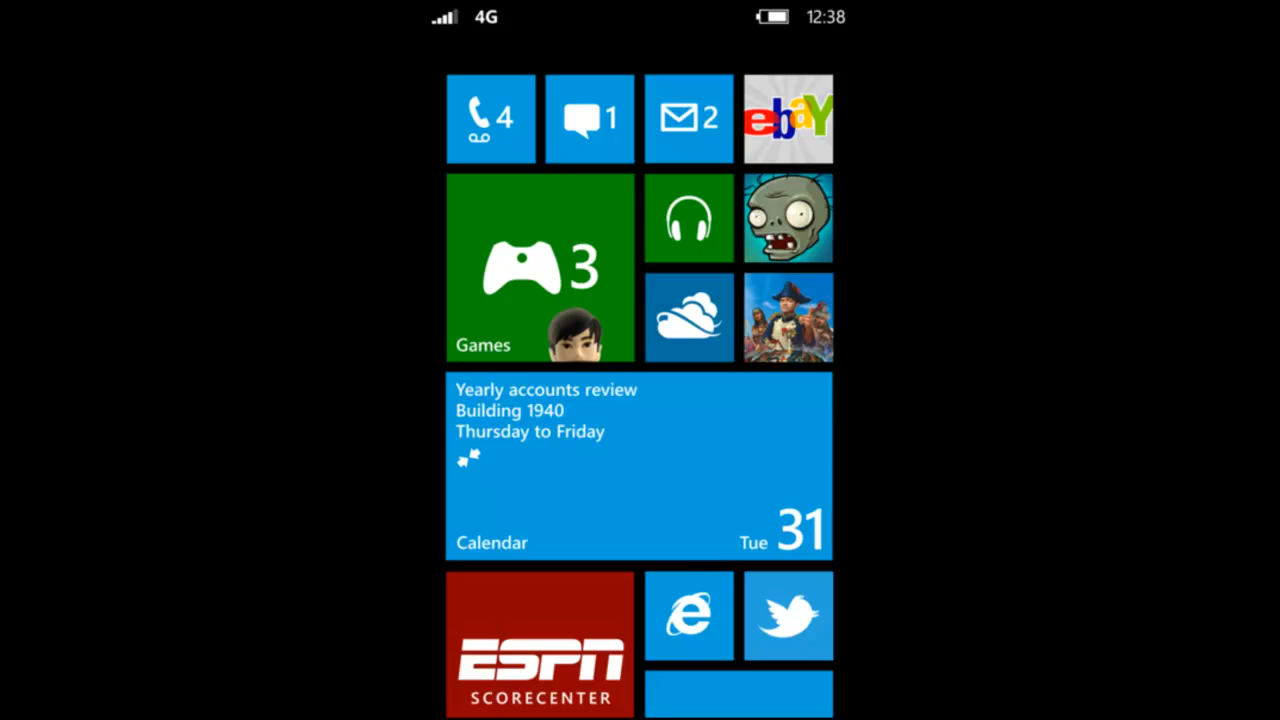 4G
12:38
4
1
2
ebaY
3
Games
Yearly accounts review
Building 1940
Thursday to Friday
Calendar
Tue 31
ESPN
SCORECENTER